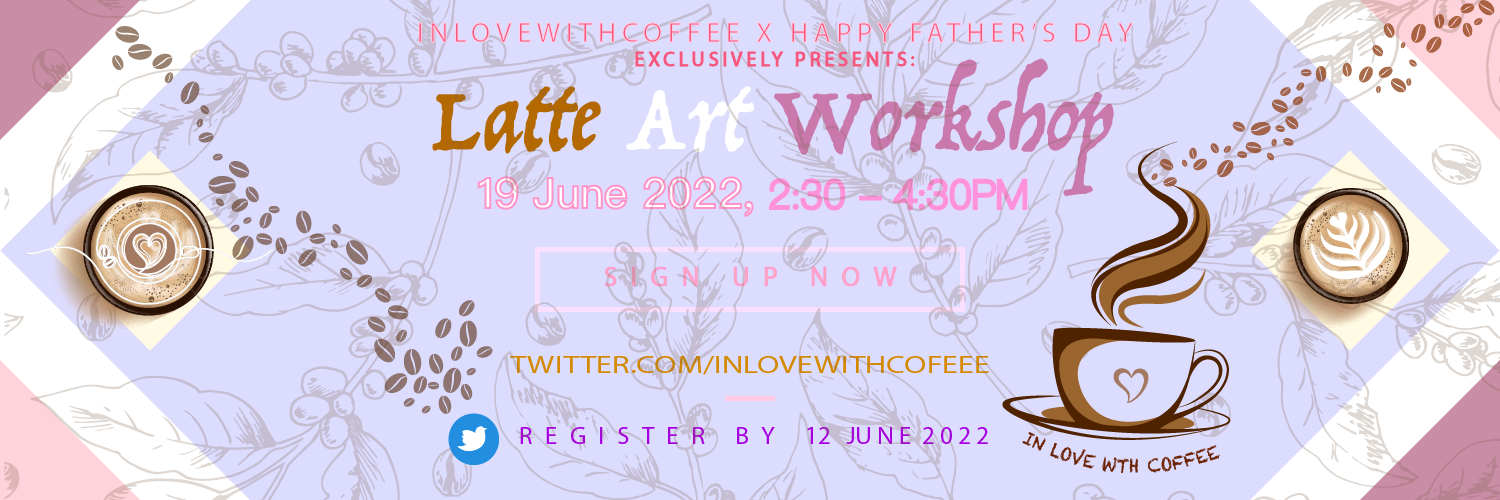 INLOVEWITHCOFFEE X HAPPY FATHER'S DAY
EXCLUSIVELY PRESENTS:
Latte Art Workshop
19 June 2022, 2:30 – 4:30PM
SIGN UP NOW
TWITTER.COM/INLOVEWITHCOFEEE
REGISTER BY 12 JUNE 2022
IN LOVE WTH COFFEE